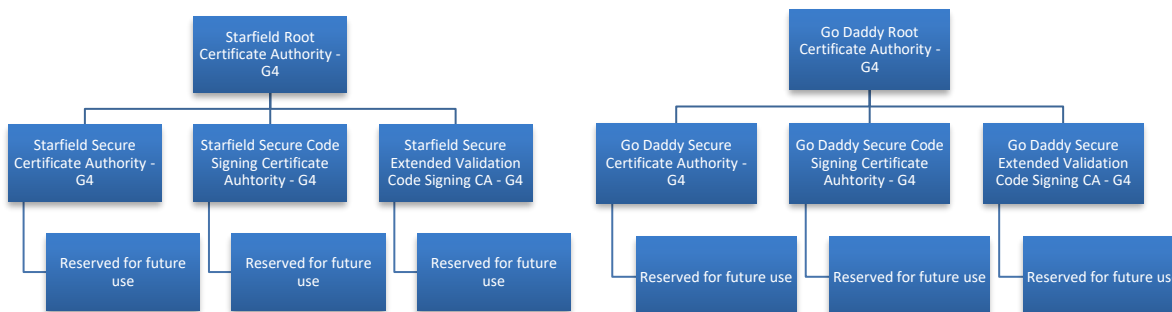 Starfield Root
Certificate Authority -
G4
Go Daddy Root
Certificate Authority -
G4
Starfield Secure
Certificate Authority -
G4
Starfield Secure Code
Signing Certificate
Auhtority - G4
Starfield Secure
Extended Validation
Code Signing CA - G4
Go Daddy Secure
Certificate Authority -
G4
Go Daddy Secure Code
Signing Certificate
Auhtority - G4
Go Daddy Secure
Extended Validation
Code Signing CA - G4
Reserved for future
use
Reserved for future
use
Reserved for future
use
Reserved for future use
Reserved for future use
Reserved for future us